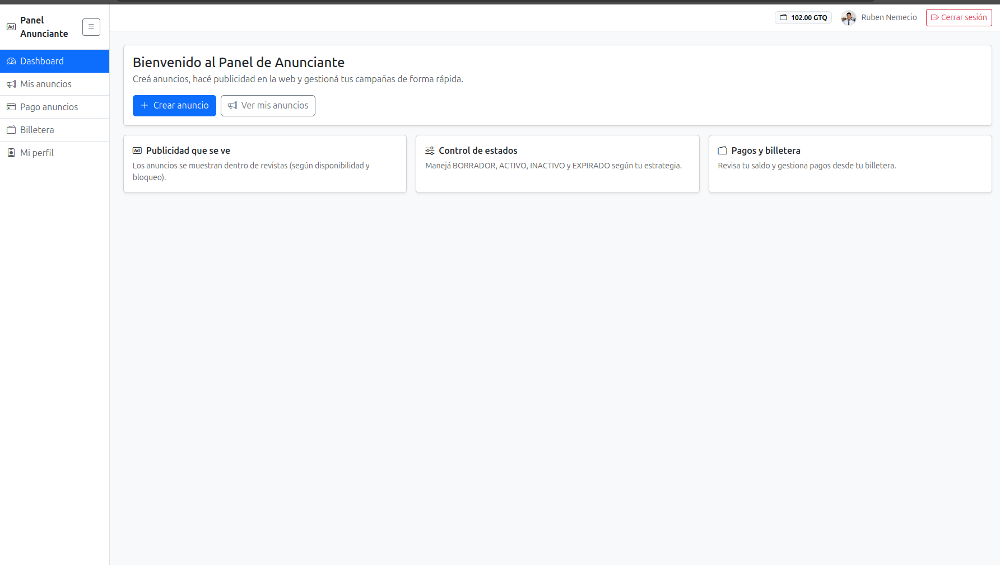 Ad
Panel
Anunciante
102.00 GTQ
Ruben Nemecio
Cerrar sesión
Dashboard
Mis anuncios
Pago anuncios
Billetera
Mi perfil
Bienvenido al Panel de Anunciante
Creá anuncios, hacé publicidad en la web y gestioná tus campañas de forma rápida.
Crear anuncio
Ver mis anuncios
Ad Publicidad que se ve
Los anuncios se muestran dentro de revistas (según disponibilidad y
bloqueo).
Control de estados
Manejá BORRADOR, ACTIVO, INACTIVO y EXPIRADO según tu estrategia.
Pagos y billetera
Revisa tu saldo y gestiona pagos desde tu billetera.